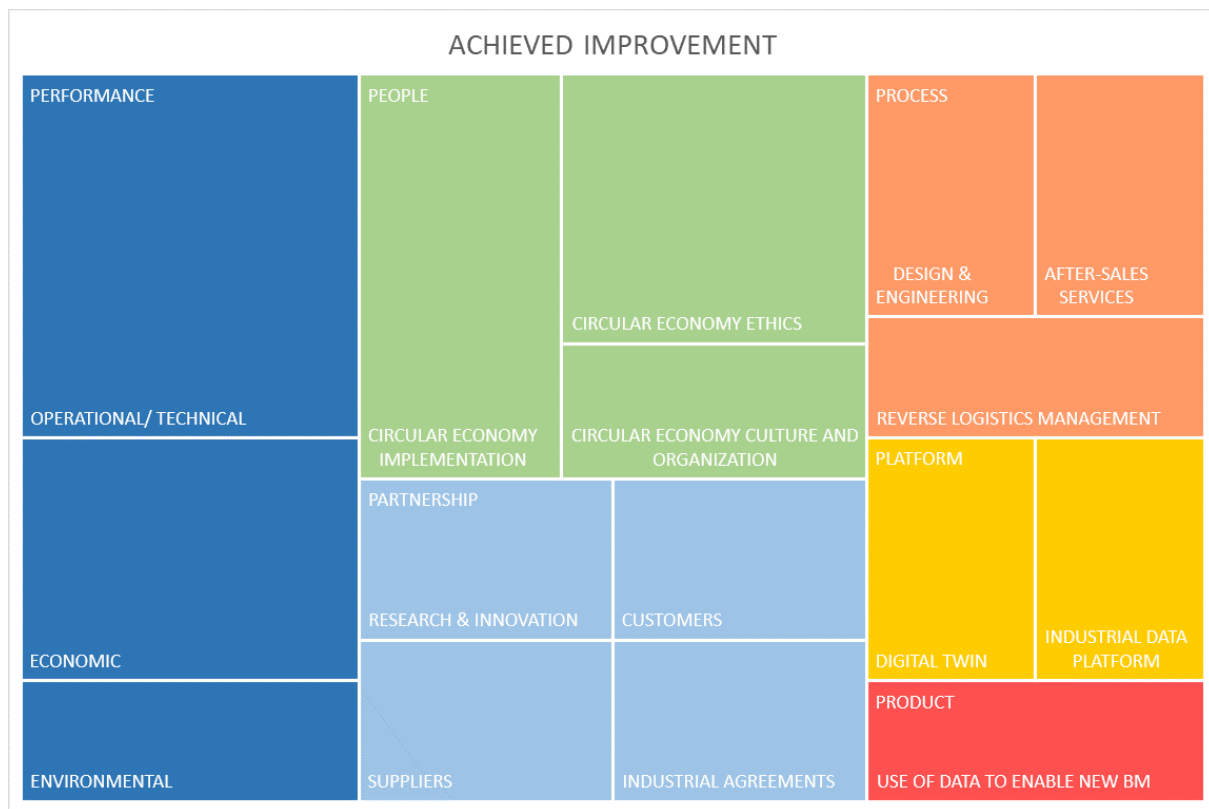 ACHIEVED IMPROVEMENT
PERFORMANCE
OPERATIONAL/ TECHNICAL
ECONOMIC
ENVIRONMENTAL
PEOPLE
CIRCULAR ECONOMY
IMPLEMENTATION
CIRCULAR ECONOMY ETHICS
CIRCULAR ECONOMY CULTURE AND
ORGANIZATION
PARTNERSHIP
RESEARCH & INNOVATION
CUSTOMERS
SUPPLIERS
INDUSTRIAL AGREEMENTS
PROCESS
DESIGN &
ENGINEERING
AFTER-SALES
SERVICES
REVERSE LOGISTICS MANAGEMENT
PLATFORM
DIGITAL TWIN
INDUSTRIAL DATA
PLATFORM
PRODUCT
USE OF DATA TO ENABLE NEW BM